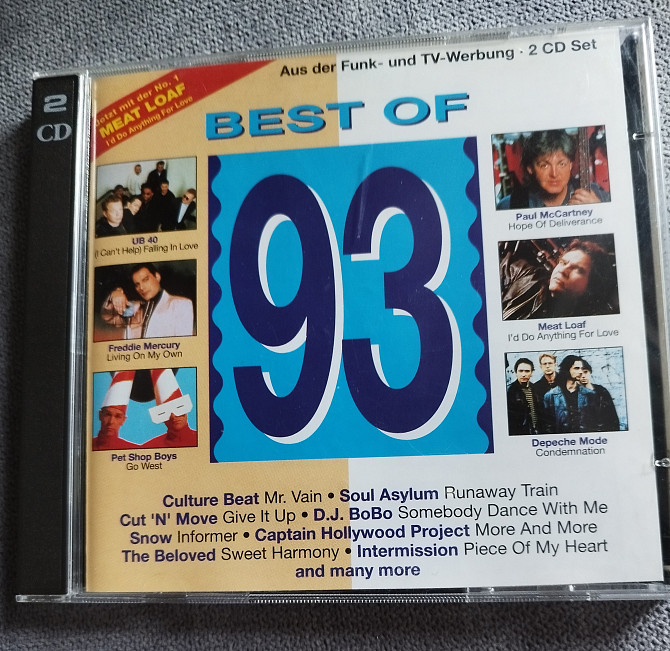 2
CD
Jetzt mit der No. 1
MEAT LOAF
I'd Do Anything For Love
Aus der Funk- und TV-Werbung · 2 CD Set
BEST OF
93
UB 40
(I Can't Help) Falling In Love
Freddie Mercury
Living On My Own
Pet Shop Boys
Go West
Paul McCartney
Hope Of Deliverance
Meat Loaf
I'd Do Anything For Love
Depeche Mode
Condemnation
Culture Beat Mr. Vain • Soul Asylum Runaway Train
Cut 'N' Move Give It Up • D.J. BoBo Somebody Dance With Me
Snow Informer • Captain Hollywood Project More And More
The Beloved Sweet Harmony • Intermission Piece Of My Heart
and many more